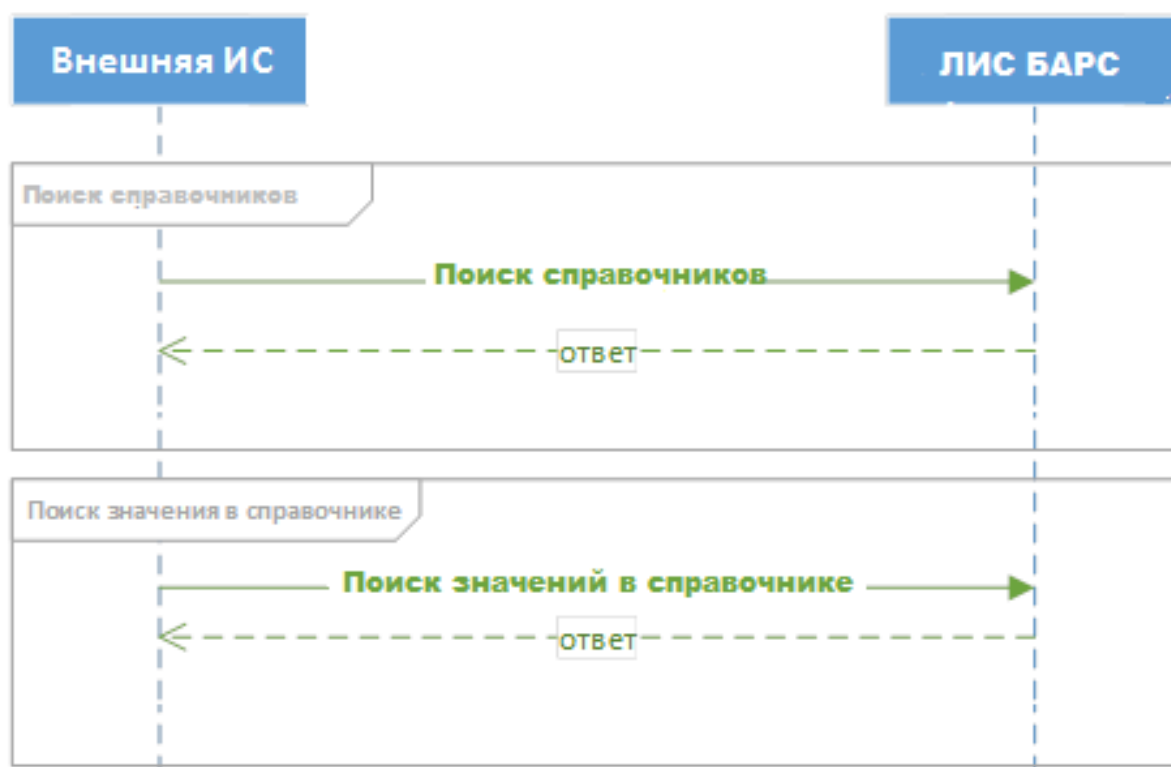 Внешняя ИС
ЛИС БАРС
Поиск справочников
Поиск справочников
ответ
Поиск значения в справочнике
Поиск значений в справочнике
ответ